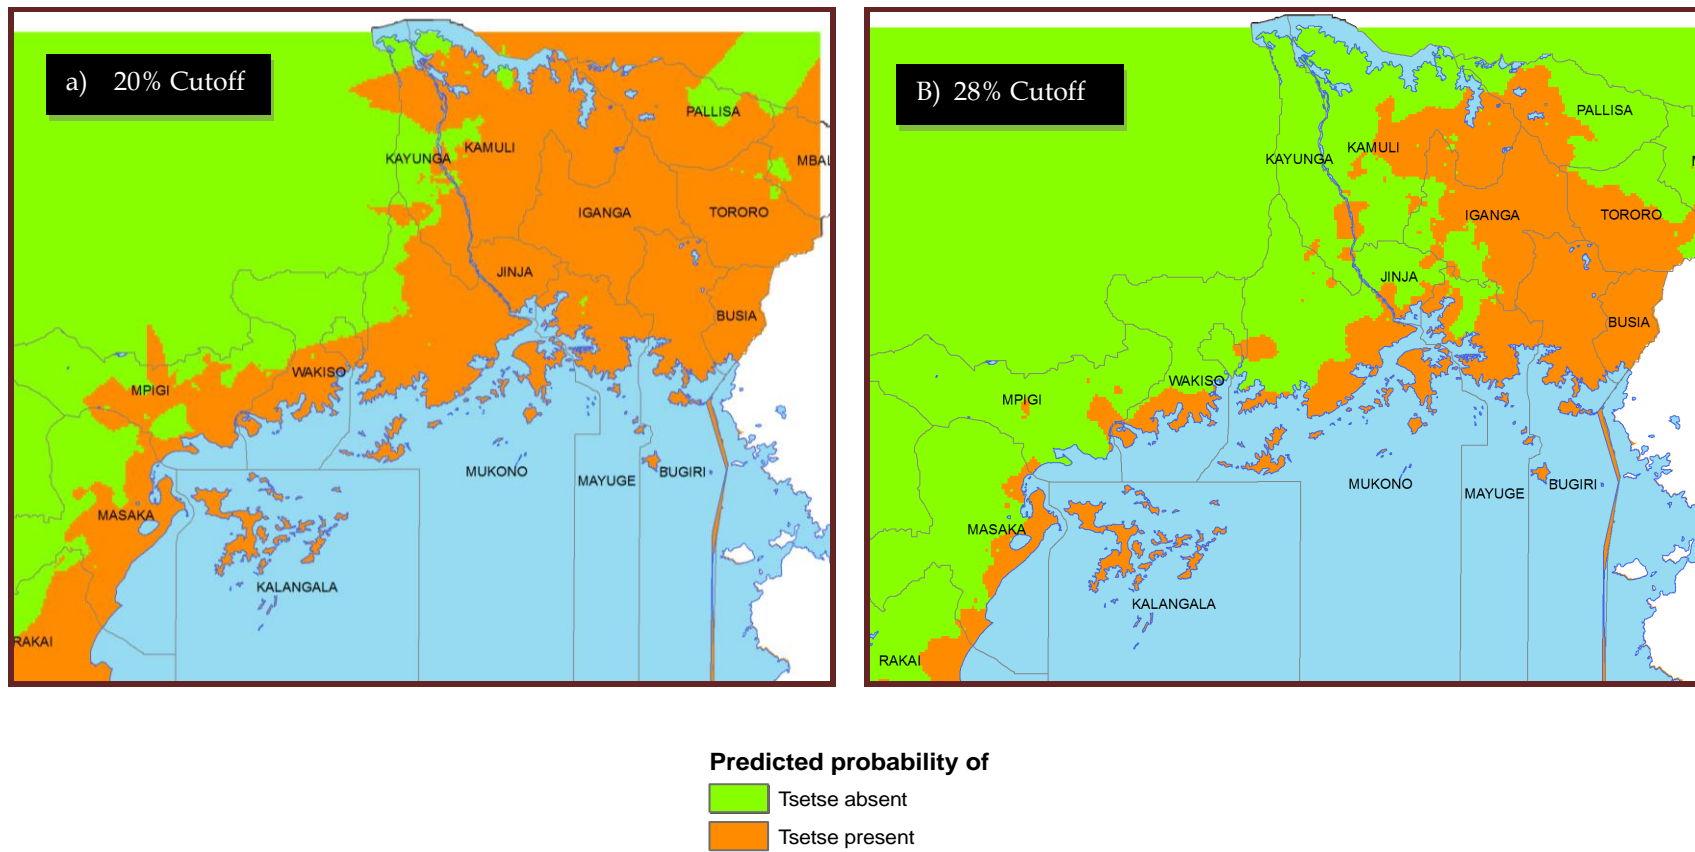 a) 20% Cutoff
PALLISA
KAYUNGA
KAMULI
MBAL
IGANGA
TORORO
JINJA
BUSIA
WAKISO
MPIGI
MUKONO
MAYUGE
BUGIRI
MASAKA
KALANGALA
RAKAI
B) 28% Cutoff
PALLISA
KAYUNGA
KAMULI
IGANGA
TORORO
JINJA
BUSIA
WAKISO
MPIGI
MUKONO
MAYUGE
BUGIRI
MASAKA
KALANGALA
RAKAI
Predicted probability of
Tsetse absent
Tsetse present